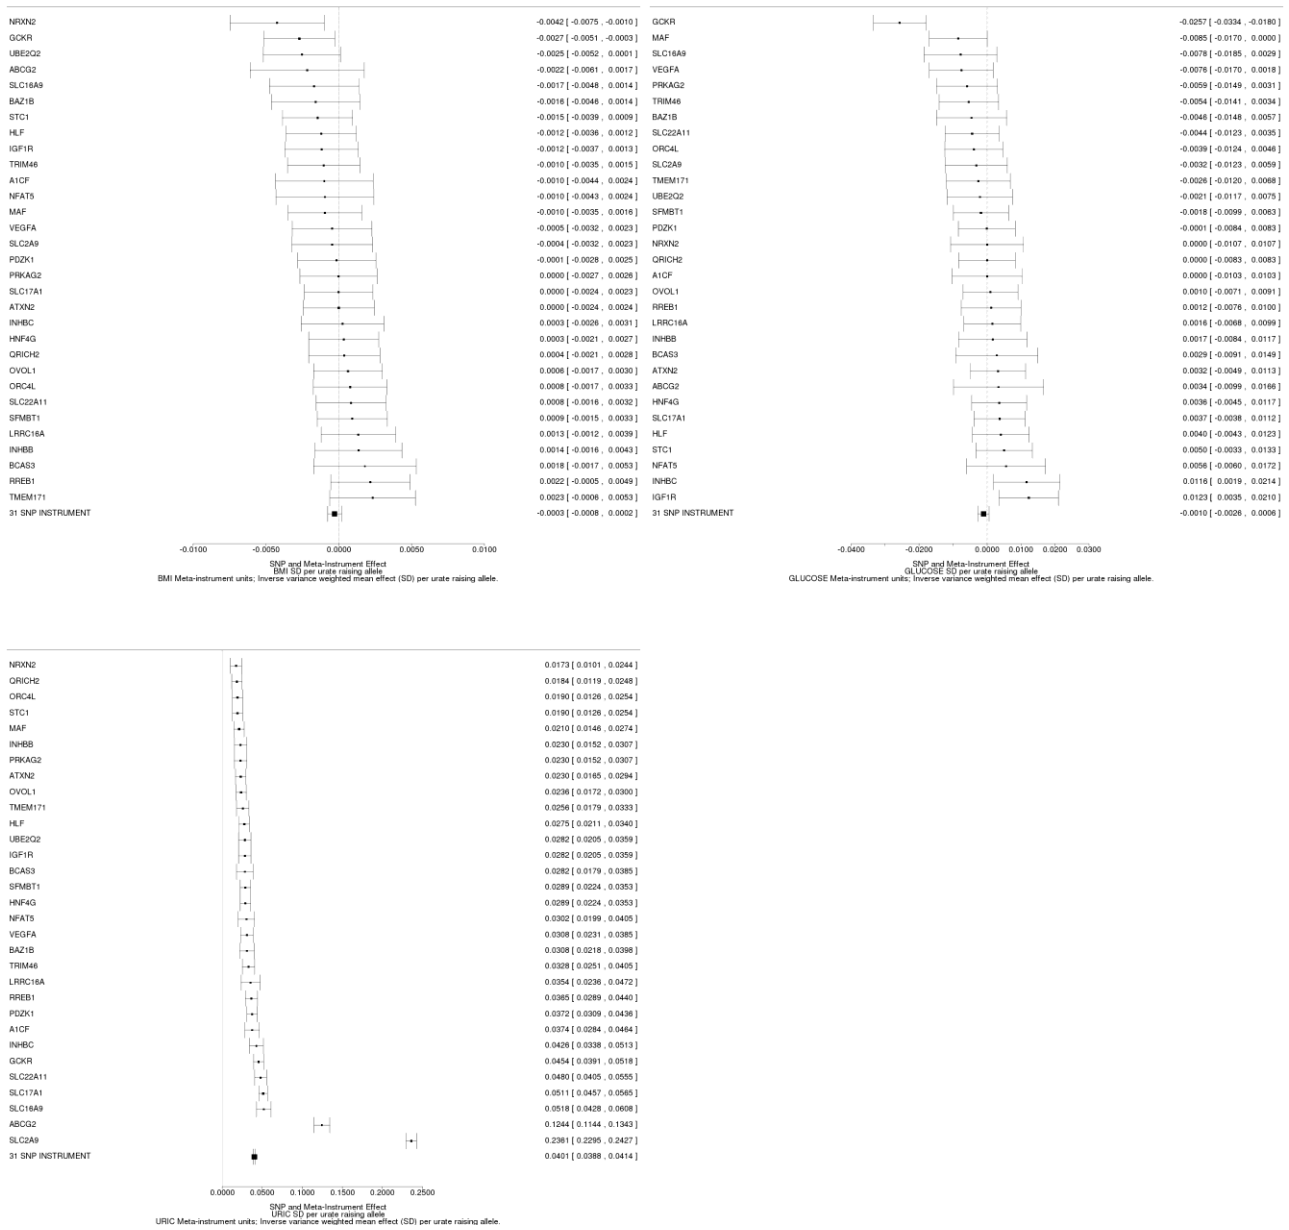 NRXN2 -0.0042 [ -0.0075 , -0.0010 ]
GCKR -0.0027 [ -0.0051 , -0.0003 ]
UBE2Q2 -0.0025 [ -0.0052 , 0.0001 ]
ABCG2 -0.0022 [ -0.0061 , 0.0017 ]
SLC16A9 -0.0017 [ -0.0048 , 0.0014 ]
BAZ1B -0.0016 [ -0.0046 , 0.0014 ]
STC1 -0.0015 [ -0.0039 , 0.0009 ]
HLF -0.0012 [ -0.0036 , 0.0012 ]
IGF1R -0.0012 [ -0.0037 , 0.0013 ]
TRIM46 -0.0010 [ -0.0035 , 0.0015 ]
A1CF -0.0010 [ -0.0044 , 0.0024 ]
NFAT5 -0.0010 [ -0.0043 , 0.0024 ]
MAF -0.0010 [ -0.0035 , 0.0016 ]
VEGFA -0.0005 [ -0.0032 , 0.0023 ]
SLC2A9 -0.0004 [ -0.0032 , 0.0023 ]
PDZK1 -0.0001 [ -0.0028 , 0.0025 ]
PRKAG2 0.0000 [ -0.0027 , 0.0026 ]
SLC17A1 0.0000 [ -0.0024 , 0.0023 ]
ATXN2 0.0000 [ -0.0024 , 0.0024 ]
INHBC 0.0003 [ -0.0026 , 0.0031 ]
HNF4G 0.0003 [ -0.0021 , 0.0027 ]
QRICH2 0.0004 [ -0.0021 , 0.0028 ]
OVOL1 0.0006 [ -0.0017 , 0.0030 ]
ORC4L 0.0008 [ -0.0017 , 0.0033 ]
SLC22A11 0.0008 [ -0.0016 , 0.0032 ]
SFMBT1 0.0009 [ -0.0015 , 0.0033 ]
LRRC16A 0.0013 [ -0.0012 , 0.0039 ]
INHBB 0.0014 [ -0.0016 , 0.0043 ]
BCAS3 0.0018 [ -0.0017 , 0.0053 ]
RREB1 0.0022 [ -0.0005 , 0.0049 ]
TMEM171 0.0023 [ -0.0006 , 0.0053 ]
31 SNP INSTRUMENT -0.0003 [ -0.0008 , 0.0002 ]
-0.0100 -0.0050 0.0000 0.0050 0.0100
SNP and Meta-Instrument Effect
BMI SD per urate raising allele
BMI Meta-instrument units; Inverse variance weighted mean effect (SD) per urate raising allele.
GCKR -0.0257 [ -0.0334 , -0.0180 ]
MAF -0.0085 [ -0.0170 , 0.0000 ]
SLC16A9 -0.0078 [ -0.0185 , 0.0029 ]
VEGFA -0.0076 [ -0.0170 , 0.0018 ]
PRKAG2 -0.0059 [ -0.0149 , 0.0031 ]
TRIM46 -0.0054 [ -0.0141 , 0.0034 ]
BAZ1B -0.0046 [ -0.0148 , 0.0057 ]
SLC22A11 -0.0044 [ -0.0123 , 0.0035 ]
ORC4L -0.0039 [ -0.0124 , 0.0046 ]
SLC2A9 -0.0032 [ -0.0123 , 0.0059 ]
TMEM171 -0.0026 [ -0.0120 , 0.0068 ]
UBE2Q2 -0.0021 [ -0.0117 , 0.0075 ]
SFMBT1 -0.0018 [ -0.0099 , 0.0063 ]
PDZK1 -0.0001 [ -0.0084 , 0.0083 ]
NRXN2 0.0000 [ -0.0107 , 0.0107 ]
QRICH2 0.0000 [ -0.0083 , 0.0083 ]
A1CF 0.0000 [ -0.0103 , 0.0103 ]
OVOL1 0.0010 [ -0.0071 , 0.0091 ]
RREB1 0.0012 [ -0.0076 , 0.0100 ]
LRRC16A 0.0016 [ -0.0068 , 0.0099 ]
INHBB 0.0017 [ -0.0084 , 0.0117 ]
BCAS3 0.0029 [ -0.0091 , 0.0149 ]
ATXN2 0.0032 [ -0.0049 , 0.0113 ]
ABCG2 0.0034 [ -0.0099 , 0.0166 ]
HNF4G 0.0036 [ -0.0045 , 0.0117 ]
SLC17A1 0.0037 [ -0.0038 , 0.0112 ]
HLF 0.0040 [ -0.0043 , 0.0123 ]
STC1 0.0050 [ -0.0033 , 0.0133 ]
NFAT5 0.0056 [ -0.0060 , 0.0172 ]
INHBC 0.0116 [ 0.0019 , 0.0214 ]
IGF1R 0.0123 [ 0.0035 , 0.0210 ]
31 SNP INSTRUMENT -0.0010 [ -0.0026 , 0.0006 ]
-0.0400 -0.0200 0.0000 0.0100 0.0300
SNP and Meta-Instrument Effect
GLUCOSE SD per urate raising allele
GLUCOSE Meta-instrument units; Inverse variance weighted mean effect (SD) per urate raising allele.
NRXN2 0.0173 [ 0.0101 , 0.0244 ]
QRICH2 0.0184 [ 0.0119 , 0.0248 ]
ORC4L 0.0190 [ 0.0126 , 0.0254 ]
STC1 0.0190 [ 0.0126 , 0.0254 ]
MAF 0.0210 [ 0.0146 , 0.0274 ]
INHBB 0.0230 [ 0.0152 , 0.0307 ]
PRKAG2 0.0230 [ 0.0152 , 0.0307 ]
ATXN2 0.0230 [ 0.0165 , 0.0294 ]
OVOL1 0.0236 [ 0.0172 , 0.0300 ]
TMEM171 0.0256 [ 0.0179 , 0.0333 ]
HLF 0.0275 [ 0.0211 , 0.0340 ]
UBE2Q2 0.0282 [ 0.0205 , 0.0359 ]
IGF1R 0.0282 [ 0.0205 , 0.0359 ]
BCAS3 0.0282 [ 0.0179 , 0.0385 ]
SFMBT1 0.0289 [ 0.0224 , 0.0353 ]
HNF4G 0.0289 [ 0.0224 , 0.0353 ]
NFAT5 0.0302 [ 0.0199 , 0.0405 ]
VEGFA 0.0308 [ 0.0231 , 0.0385 ]
BAZ1B 0.0308 [ 0.0218 , 0.0398 ]
TRIM46 0.0328 [ 0.0251 , 0.0405 ]
LRRC16A 0.0354 [ 0.0236 , 0.0472 ]
RREB1 0.0365 [ 0.0289 , 0.0440 ]
PDZK1 0.0372 [ 0.0309 , 0.0436 ]
A1CF 0.0374 [ 0.0284 , 0.0464 ]
INHBC 0.0426 [ 0.0338 , 0.0513 ]
GCKR 0.0454 [ 0.0391 , 0.0518 ]
SLC22A11 0.0480 [ 0.0405 , 0.0555 ]
SLC17A1 0.0511 [ 0.0457 , 0.0565 ]
SLC16A9 0.0518 [ 0.0428 , 0.0608 ]
ABCG2 0.1244 [ 0.1144 , 0.1343 ]
SLC2A9 0.2361 [ 0.2295 , 0.2427 ]
31 SNP INSTRUMENT 0.0401 [ 0.0388 , 0.0414 ]
0.0000 0.0500 0.1000 0.1500 0.2000 0.2500
SNP and Meta-Instrument Effect
URIC SD per urate raising allele
URIC Meta-instrument units; Inverse variance weighted mean effect (SD) per urate raising allele.